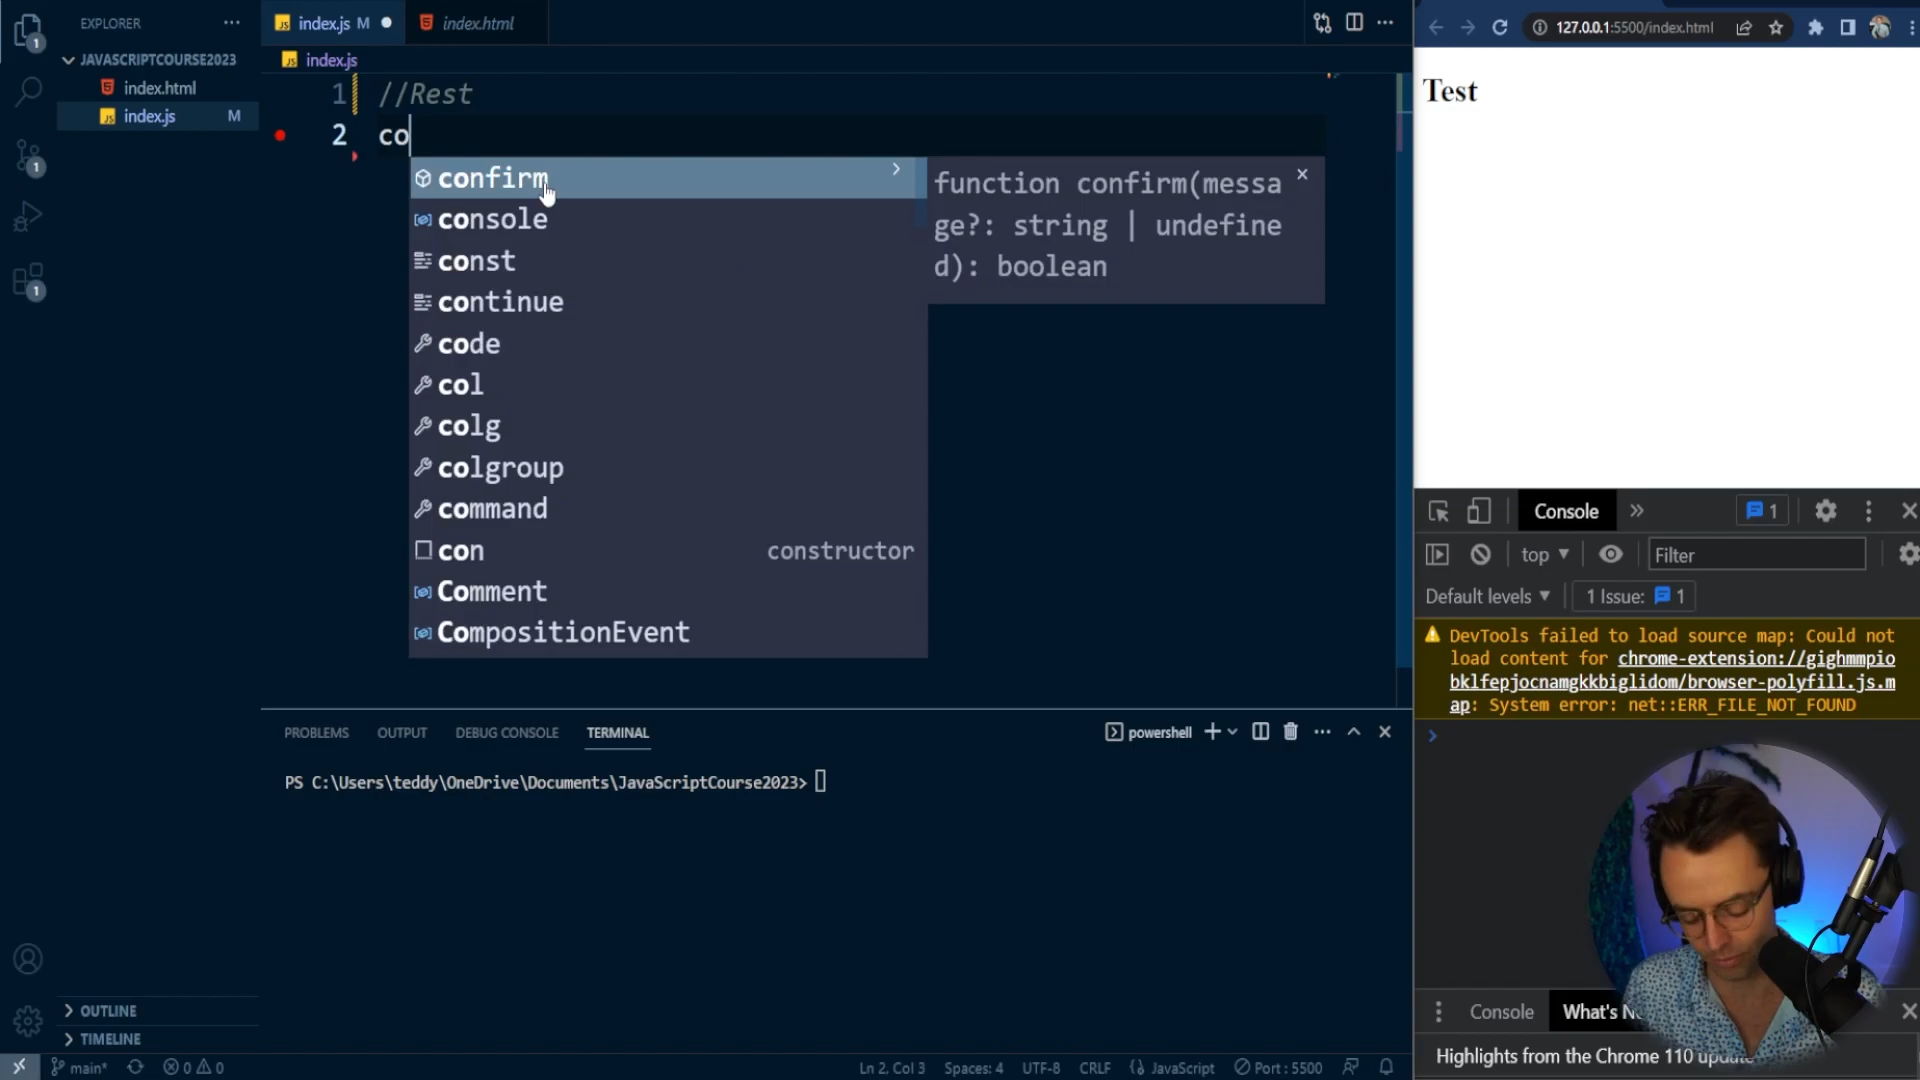 EXPLORER
JAVASCRIPTCOURSE2023
index.html
index.js M
OUTLINE
TIMELINE
index.js M
index.html
index.js
1 //Rest
2 co
confirm
console
const
continue
code
col
colg
colgroup
command
con constructor
Comment
CompositionEvent
function confirm(messa
ge?: string | undefine
d): boolean
PROBLEMS OUTPUT DEBUG CONSOLE TERMINAL
powershell
PS C:\Users\teddy\OneDrive\Documents\JavaScriptCourse2023>
main* 0 0
Ln 2, Col 3 Spaces: 4 UTF-8 CRLF JavaScript Port : 5500
127.0.0.1:5500/index.html
Test
Console 1
top Filter
Default levels 1 Issue: 1
DevTools failed to load source map: Could not
load content for chrome-extension://gighmmpio
bklfepjocnamgkkbiglidom/browser-polyfill.js.m
ap: System error: net::ERR_FILE_NOT_FOUND
Console What's N
Highlights from the Chrome 110 update
1
1
1